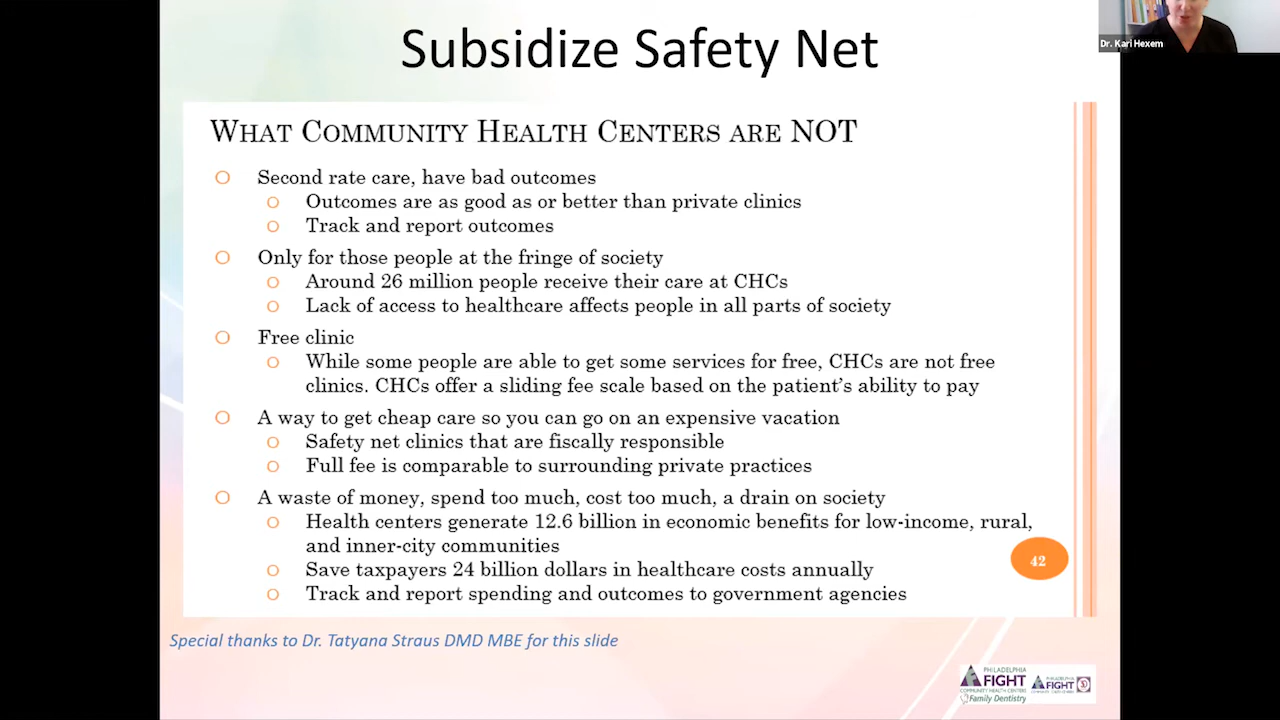 Subsidize Safety Net
Dr. Kari Hexem
WHAT COMMUNITY HEALTH CENTERS ARE NOT
Second rate care, have bad outcomes
Outcomes are as good as or better than private clinics
Track and report outcomes
Only for those people at the fringe of society
Around 26 million people receive their care at CHCs
Lack of access to healthcare affects people in all parts of society
Free clinic
While some people are able to get some services for free, CHCs are not free
clinics. CHCs offer a sliding fee scale based on the patient's ability to pay
A way to get cheap care so you can go on an expensive vacation
Safety net clinics that are fiscally responsible
Full fee is comparable to surrounding private practices
A waste of money, spend too much, cost too much, a drain on society
Health centers generate 12.6 billion in economic benefits for low-income, rural,
and inner-city communities
42
Save taxpayers 24 billion dollars in healthcare costs annually
Track and report spending and outcomes to government agencies
Special thanks to Dr. Tatyana Straus DMD MBE for this slide
PHILADELPHIA
FIGHT
COMMUNITY HEALTH CENTERS
Family Dentistry
PHILADELPHIA
FIGHT